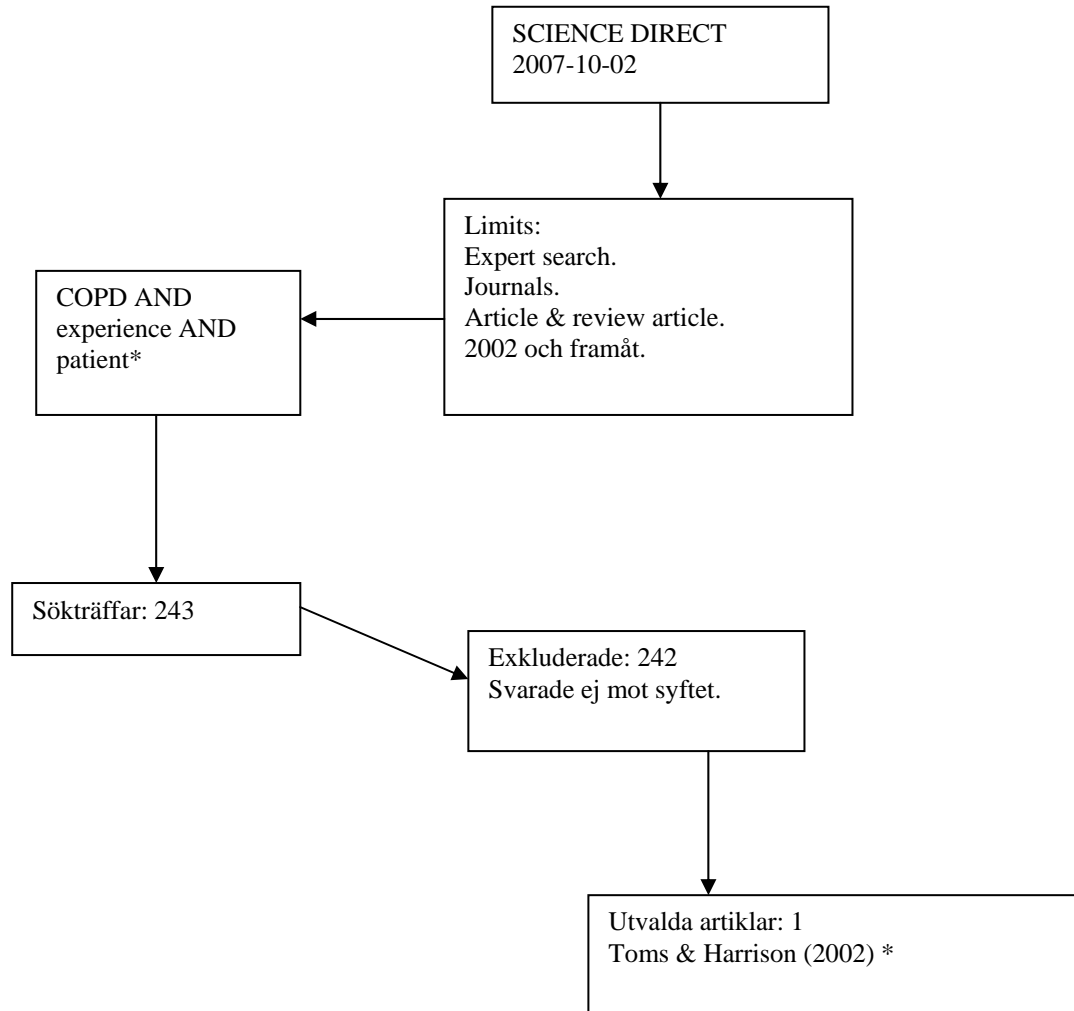 SCIENCE DIRECT
2007-10-02
Limits:
Expert search.
Journals.
Article & review article.
2002 och framåt.
COPD AND
experience AND
patient*
Sökträffar: 243
Exkluderade: 242
Svarade ej mot syftet.
Utvalda artiklar: 1
Toms & Harrison (2002) *